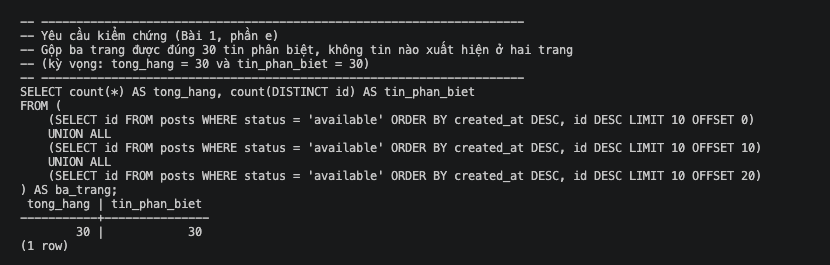 -- ----------------------------------------------------------------
-- Yêu cầu kiểm chứng (Bài 1, phần e)
-- Gộp ba trang được đúng 30 tin phân biệt, không tin nào xuất hiện ở hai trang
-- (kỳ vọng: tong_hang = 30 và tin_phan_biet = 30)
-- ----------------------------------------------------------------
SELECT count(*) AS tong_hang, count(DISTINCT id) AS tin_phan_biet
FROM (
    (SELECT id FROM posts WHERE status = 'available' ORDER BY created_at DESC, id DESC LIMIT 10 OFFSET 0)
    UNION ALL
    (SELECT id FROM posts WHERE status = 'available' ORDER BY created_at DESC, id DESC LIMIT 10 OFFSET 10)
    UNION ALL
    (SELECT id FROM posts WHERE status = 'available' ORDER BY created_at DESC, id DESC LIMIT 10 OFFSET 20)
) AS ba_trang;
 tong_hang | tin_phan_biet
-----------+---------------
        30 |            30
(1 row)